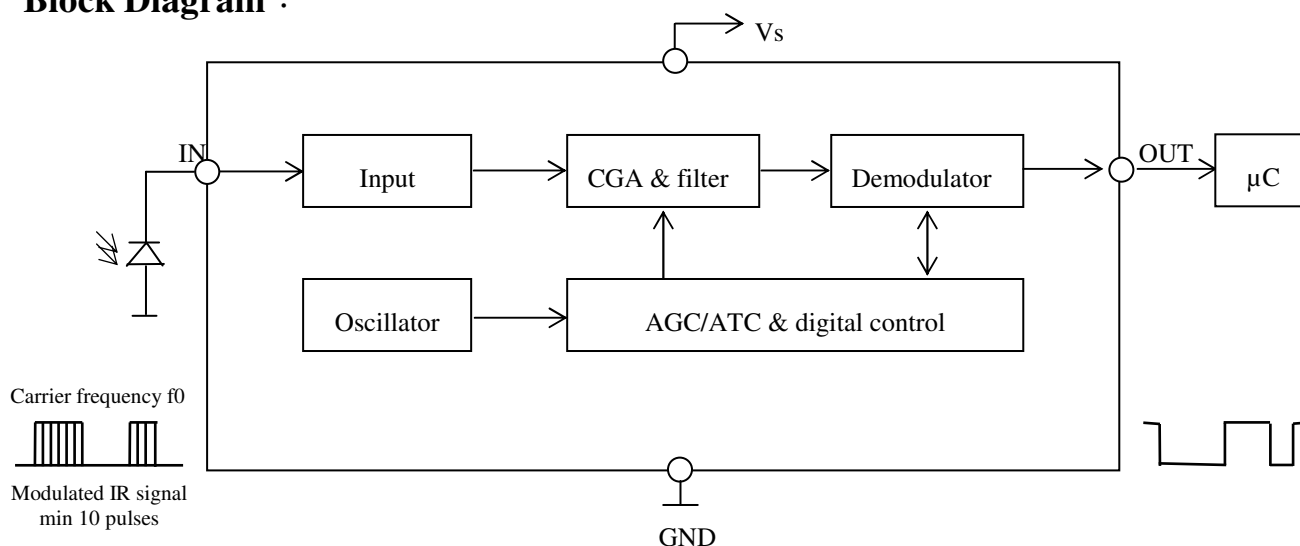 Block Diagram :
Vs
IN
Input
CGA & filter
Demodulator
OUT
µC
Oscillator
AGC/ATC & digital control
Carrier frequency f0
Modulated IR signal
min 10 pulses
GND